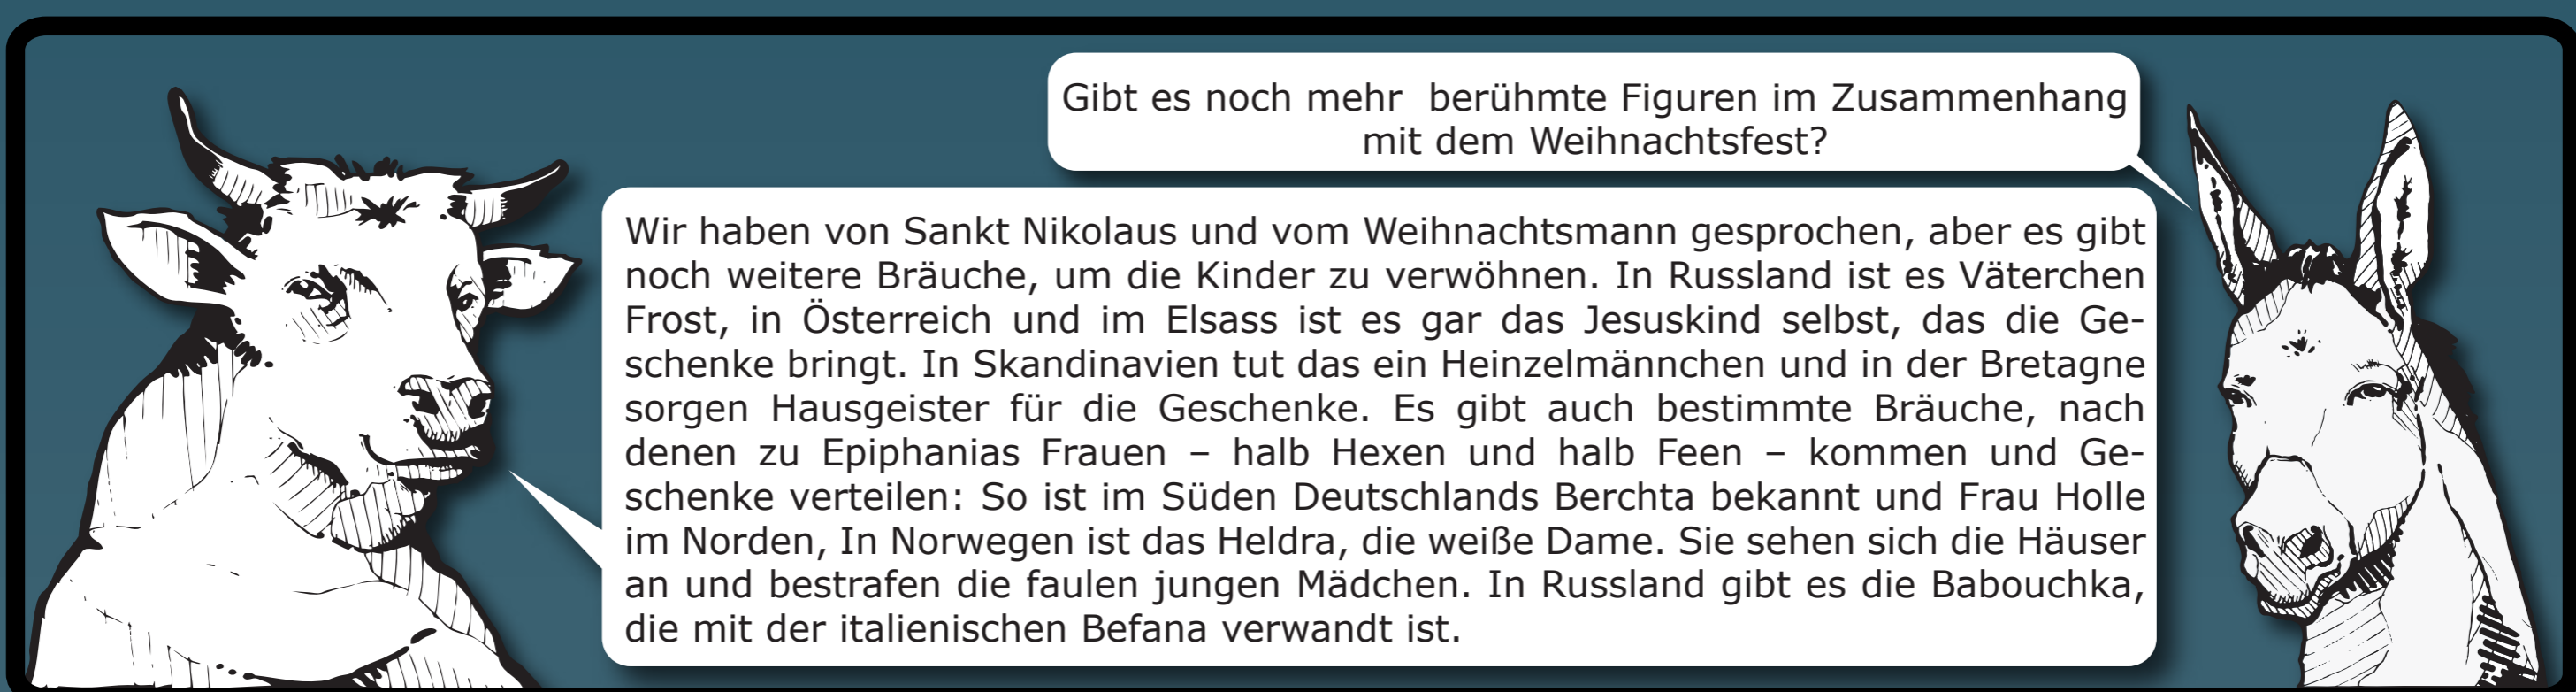 Gibt es noch mehr  berühmte Figuren im Zusammenhang
mit dem Weihnachtsfest?
Wir haben von Sankt Nikolaus und vom Weihnachtsmann gesprochen, aber es gibt
noch weitere Bräuche, um die Kinder zu verwöhnen. In Russland ist es Väterchen
Frost, in Österreich und im Elsass ist es gar das Jesuskind selbst, das die Ge-
schenke bringt. In Skandinavien tut das ein Heinzelmännchen und in der Bretagne
sorgen Hausgeister für die Geschenke. Es gibt auch bestimmte Bräuche, nach
denen zu Epiphanias Frauen – halb Hexen und halb Feen – kommen und Ge-
schenke verteilen: So ist im Süden Deutschlands Berchta bekannt und Frau Holle
im Norden, In Norwegen ist das Heldra, die weiße Dame. Sie sehen sich die Häuser
an und bestrafen die faulen jungen Mädchen. In Russland gibt es die Babouchka,
die mit der italienischen Befana verwandt ist.